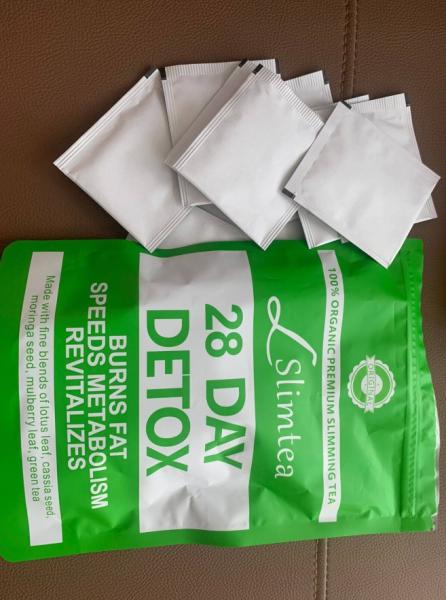 ORIGINAL
100% ORGANIC PREMIUM SLIMMING TEA
Slimtea
28 DAY
DETOX
BURNS FAT
SPEEDS METABOLISM
REVITALIZES
Made with fine blends of lotus leaf, cassia seed,
moringa seed, mulberry leaf, green tea